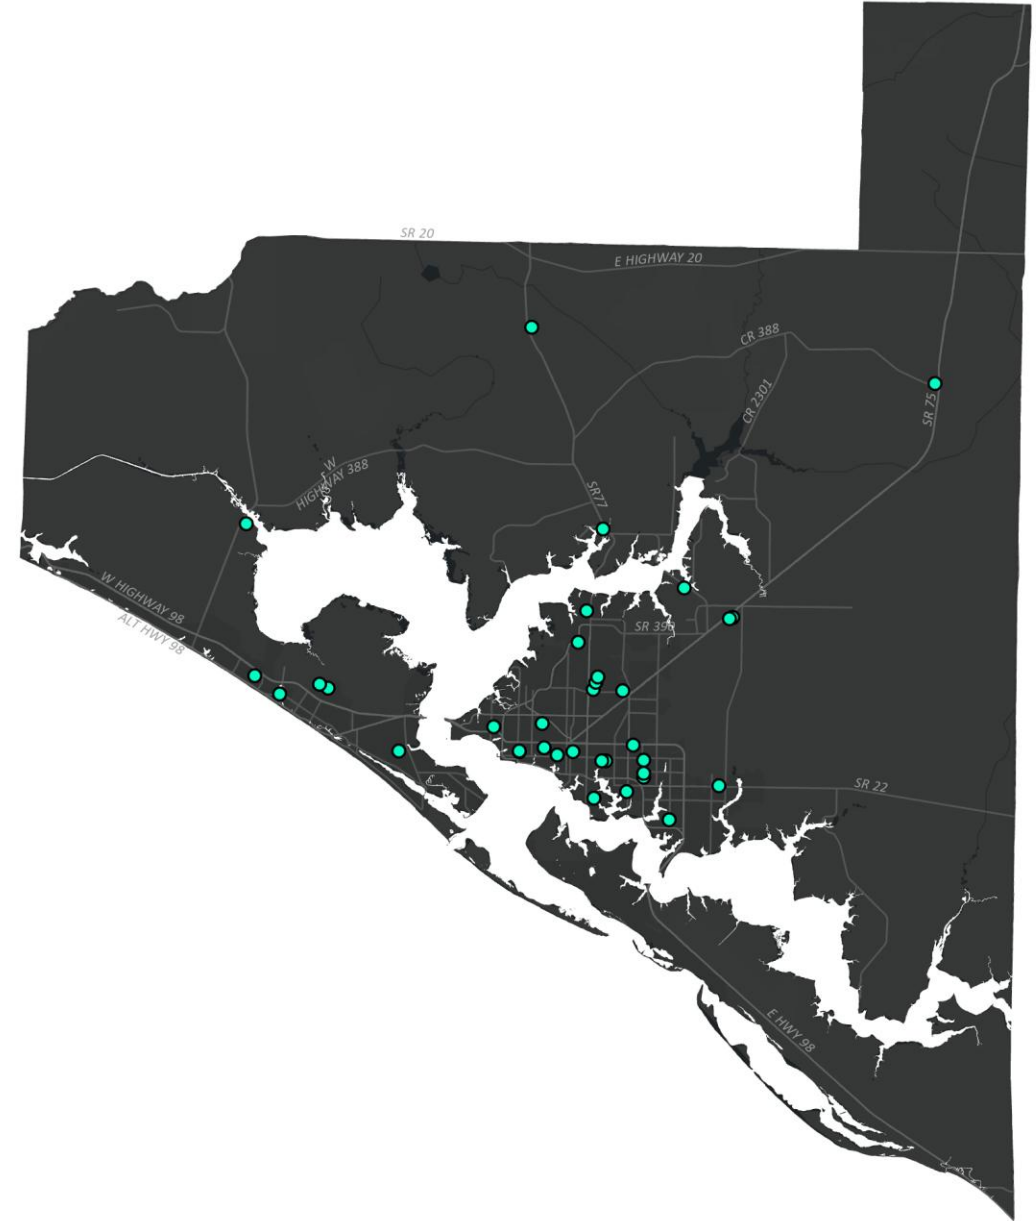 SR 20
E HIGHWAY 20
CR 388
CR 2301
SR 75
W
HIGHWAY 388
SR77
W HIGHWAY 98
ALT HWY 98
SR 390
SR 22
E HWY 98